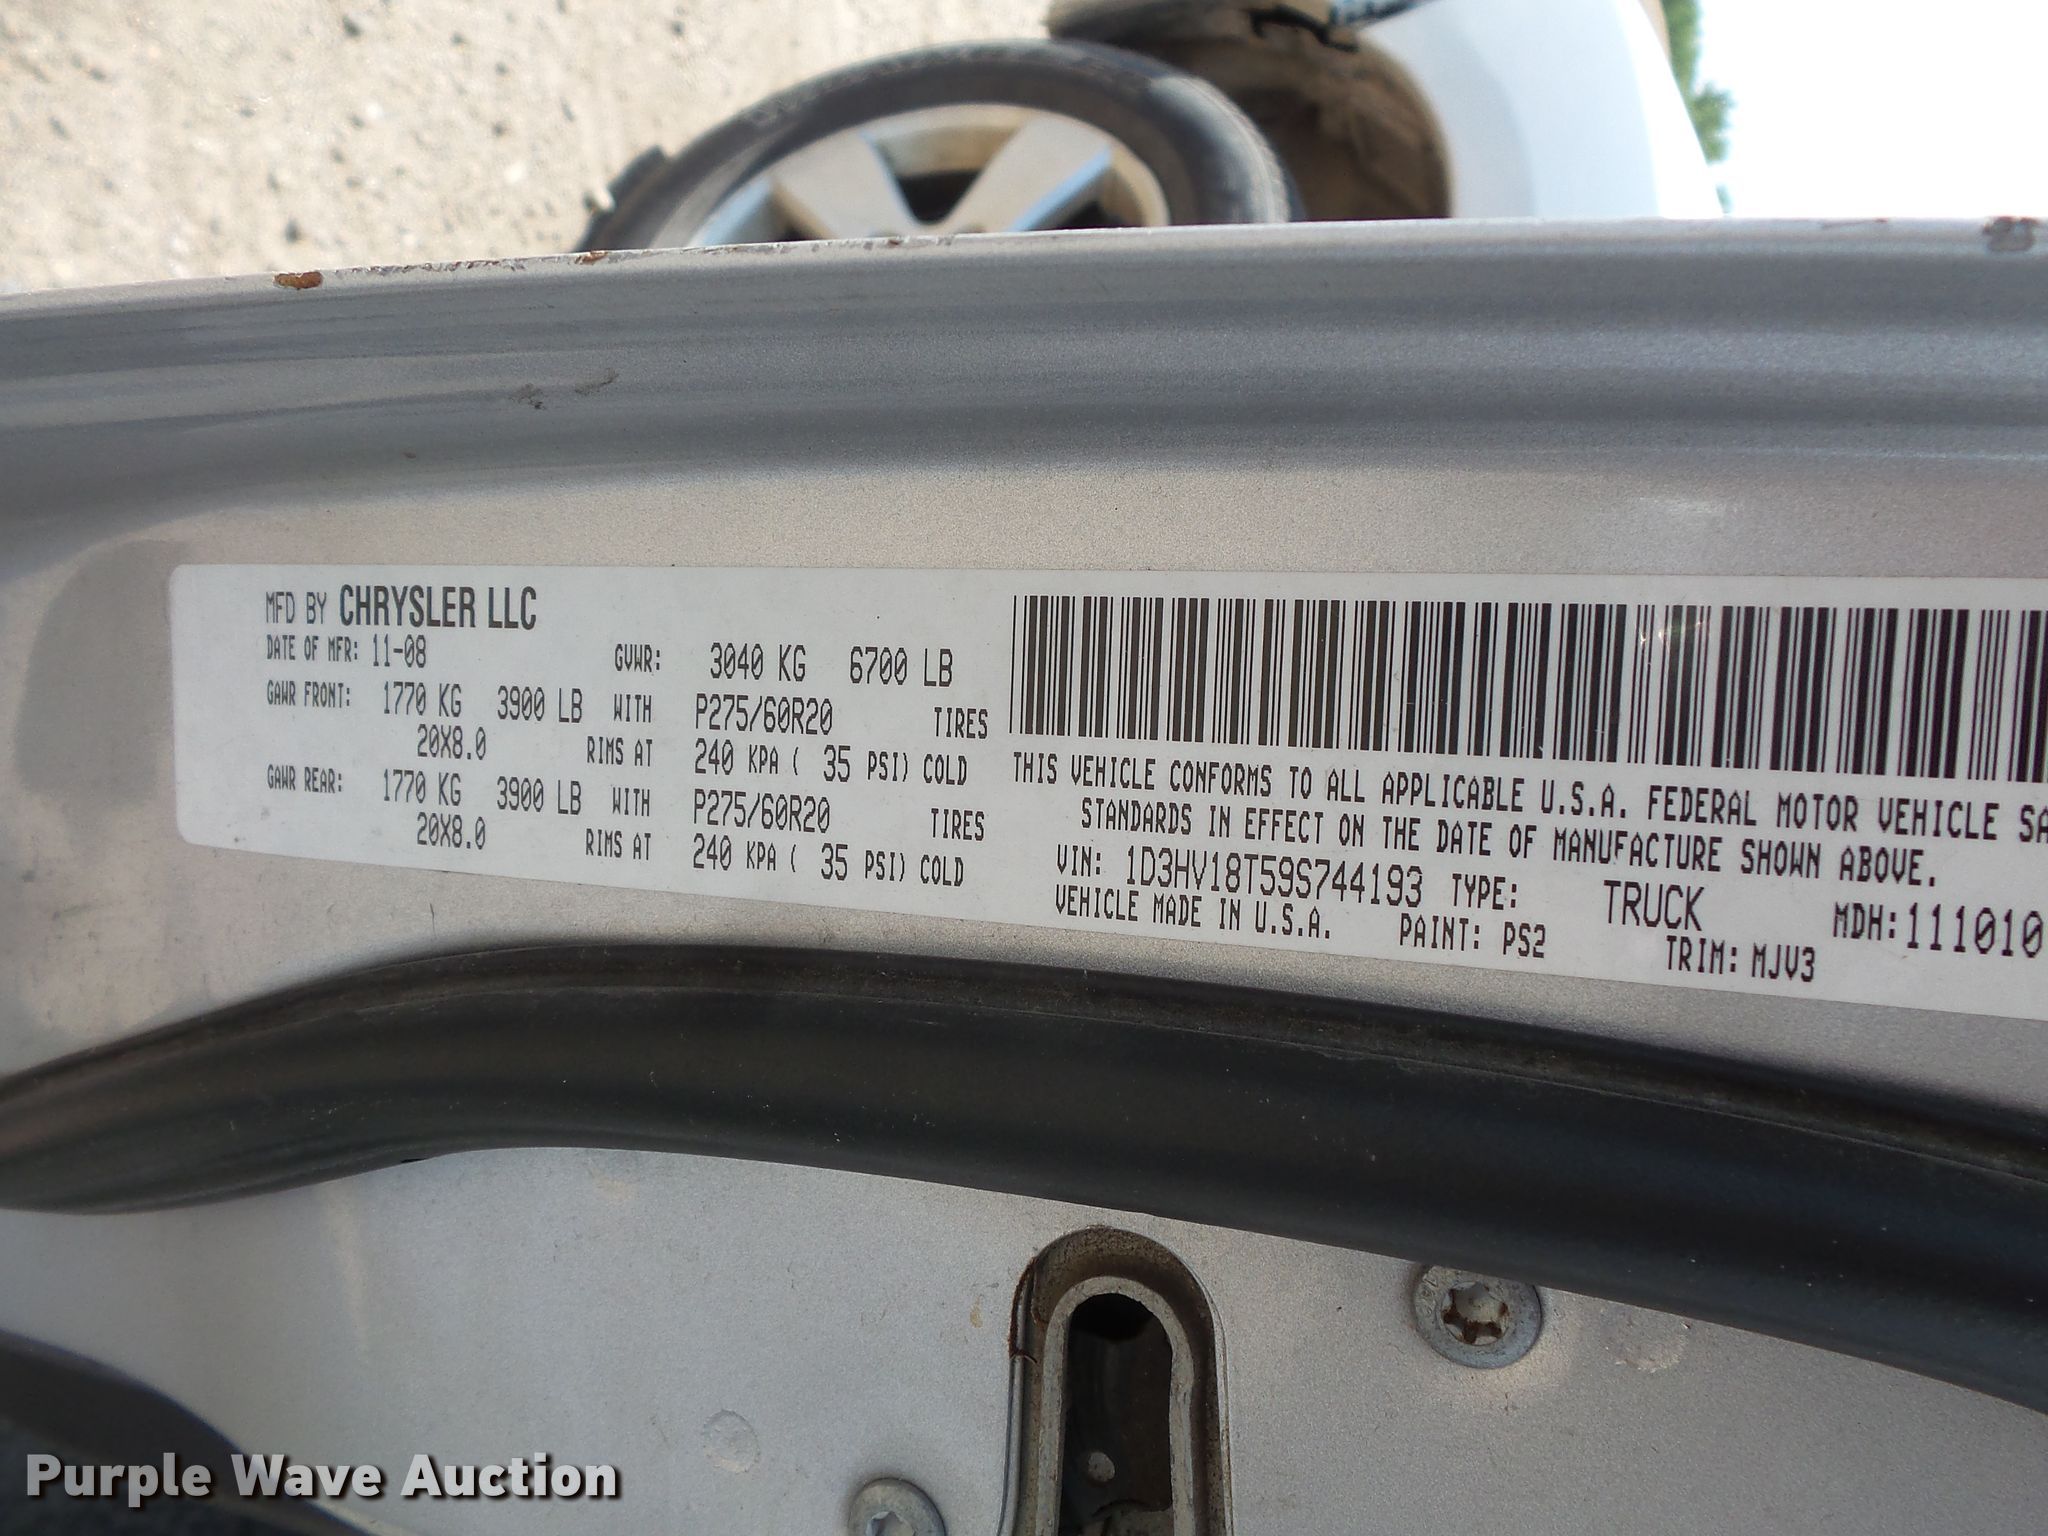 MFD BY CHRYSLER LLC
DATE OF MFR: 11-08 GVWR: 3040 KG 6700 LB
GAWR FRONT: 1770 KG 3900 LB WITH P275/60R20 TIRES
20X8.0 RIMS AT 240 KPA ( 35 PSI) COLD
GAWR REAR: 1770 KG 3900 LB WITH P275/60R20 TIRES
20X8.0 RIMS AT 240 KPA ( 35 PSI) COLD
THIS VEHICLE CONFORMS TO ALL APPLICABLE U.S.A. FEDERAL MOTOR VEHICLE SA
STANDARDS IN EFFECT ON THE DATE OF MANUFACTURE SHOWN ABOVE.
VIN: 1D3HV18T59S744193 TYPE: TRUCK MDH:111010
VEHICLE MADE IN U.S.A. PAINT: PS2 TRIM: MJV3
Purple Wave Auction